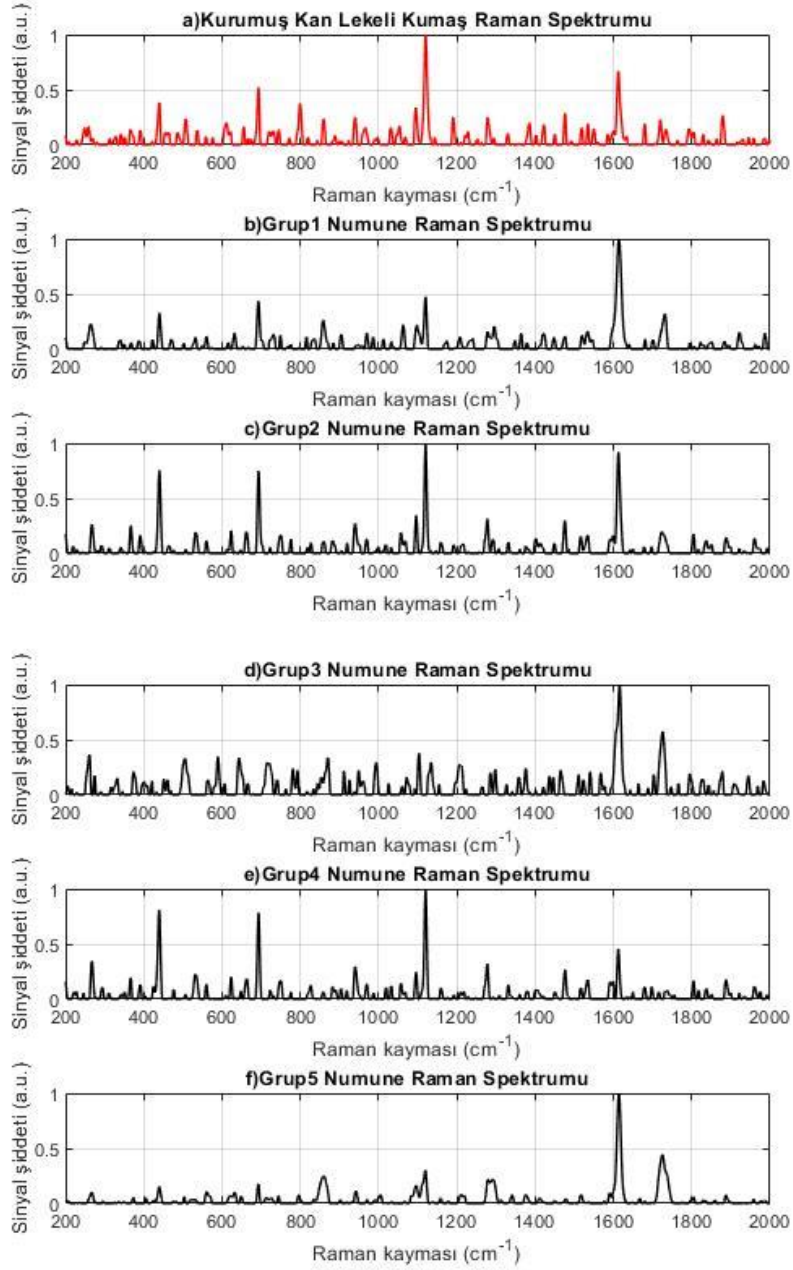 a)Kurumuş Kan Lekeli Kumaş Raman Spektrumu
Sinyal şiddeti (a.u.)
1
0.5
0
200 400 600 800 1000 1200 1400 1600 1800 2000
Raman kayması (cm⁻¹)
b)Grup1 Numune Raman Spektrumu
Sinyal şiddeti (a.u.)
1
0.5
0
200 400 600 800 1000 1200 1400 1600 1800 2000
Raman kayması (cm⁻¹)
c)Grup2 Numune Raman Spektrumu
Sinyal şiddeti (a.u.)
1
0.5
0
200 400 600 800 1000 1200 1400 1600 1800 2000
Raman kayması (cm⁻¹)
d)Grup3 Numune Raman Spektrumu
Sinyal şiddeti (a.u.)
1
0.5
0
200 400 600 800 1000 1200 1400 1600 1800 2000
Raman kayması (cm⁻¹)
e)Grup4 Numune Raman Spektrumu
Sinyal şiddeti (a.u.)
1
0.5
0
200 400 600 800 1000 1200 1400 1600 1800 2000
Raman kayması (cm⁻¹)
f)Grup5 Numune Raman Spektrumu
Sinyal şiddeti (a.u.)
1
0.5
0
200 400 600 800 1000 1200 1400 1600 1800 2000
Raman kayması (cm⁻¹)